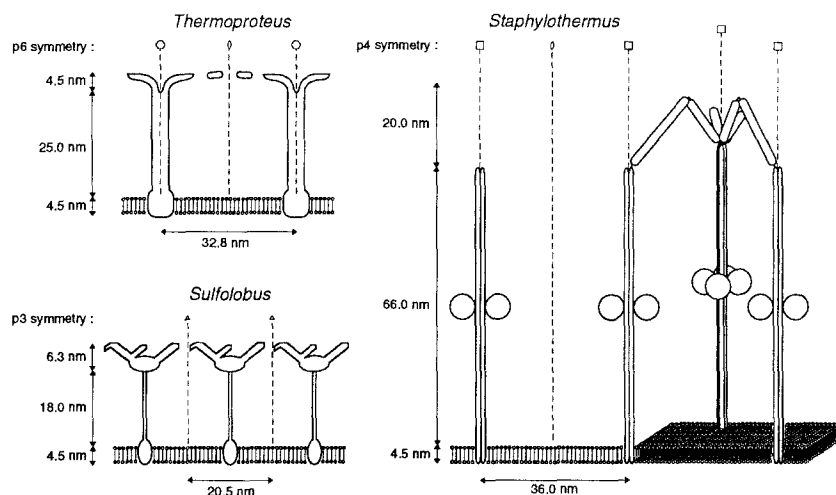 Thermoproteus
p6 symmetry :
4.5 nm
25.0 nm
4.5 nm
32.8 nm
Sulfolobus
p3 symmetry :
6.3 nm
18.0 nm
4.5 nm
20.5 nm
Staphylothermus
p4 symmetry :
20.0 nm
66.0 nm
4.5 nm
36.0 nm